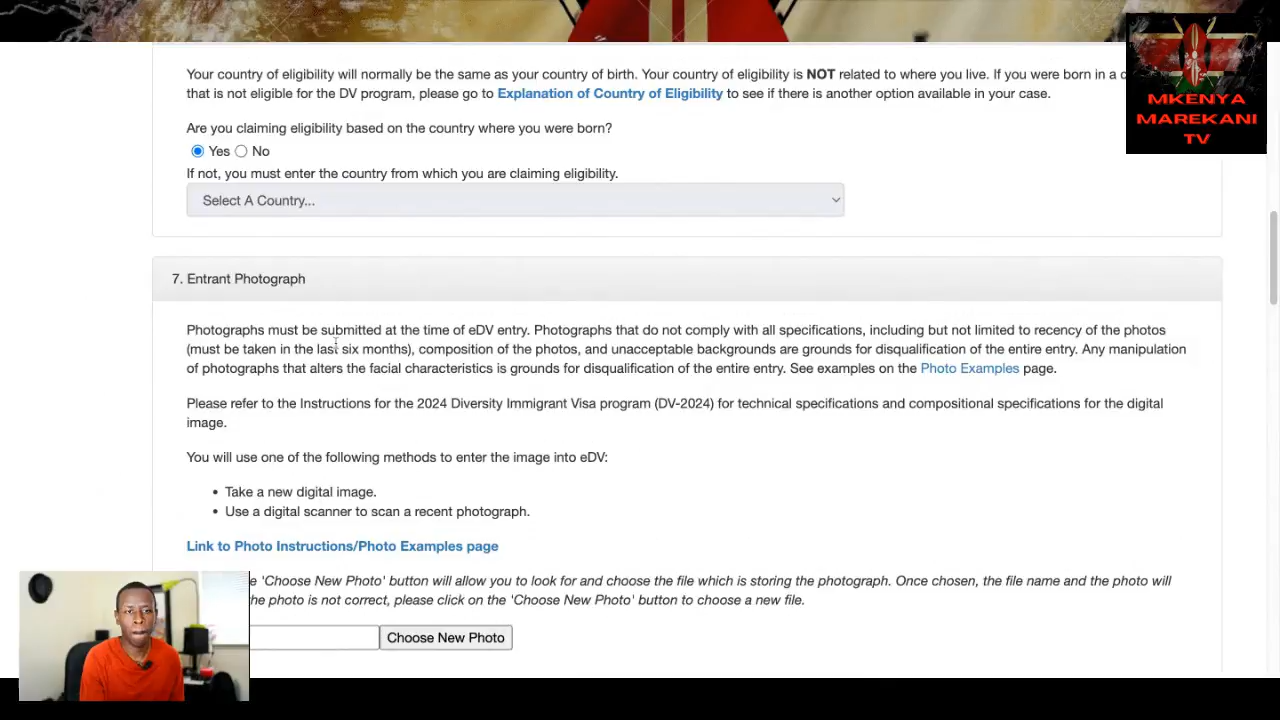 MKENYA
MAREKANI
TV
Your country of eligibility will normally be the same as your country of birth. Your country of eligibility is NOT related to where you live. If you were born in a
that is not eligible for the DV program, please go to Explanation of Country of Eligibility to see if there is another option available in your case.
Are you claiming eligibility based on the country where you were born?
Yes No
If not, you must enter the country from which you are claiming eligibility.
Select A Country...
7. Entrant Photograph
Photographs must be submitted at the time of eDV entry. Photographs that do not comply with all specifications, including but not limited to recency of the photos
(must be taken in the last six months), composition of the photos, and unacceptable backgrounds are grounds for disqualification of the entire entry. Any manipulation
of photographs that alters the facial characteristics is grounds for disqualification of the entire entry. See examples on the Photo Examples page.
Please refer to the Instructions for the 2024 Diversity Immigrant Visa program (DV-2024) for technical specifications and compositional specifications for the digital
image.
You will use one of the following methods to enter the image into eDV:
• Take a new digital image.
• Use a digital scanner to scan a recent photograph.
Link to Photo Instructions/Photo Examples page
'Choose New Photo' button will allow you to look for and choose the file which is storing the photograph. Once chosen, the file name and the photo will
the photo is not correct, please click on the 'Choose New Photo' button to choose a new file.
Choose New Photo